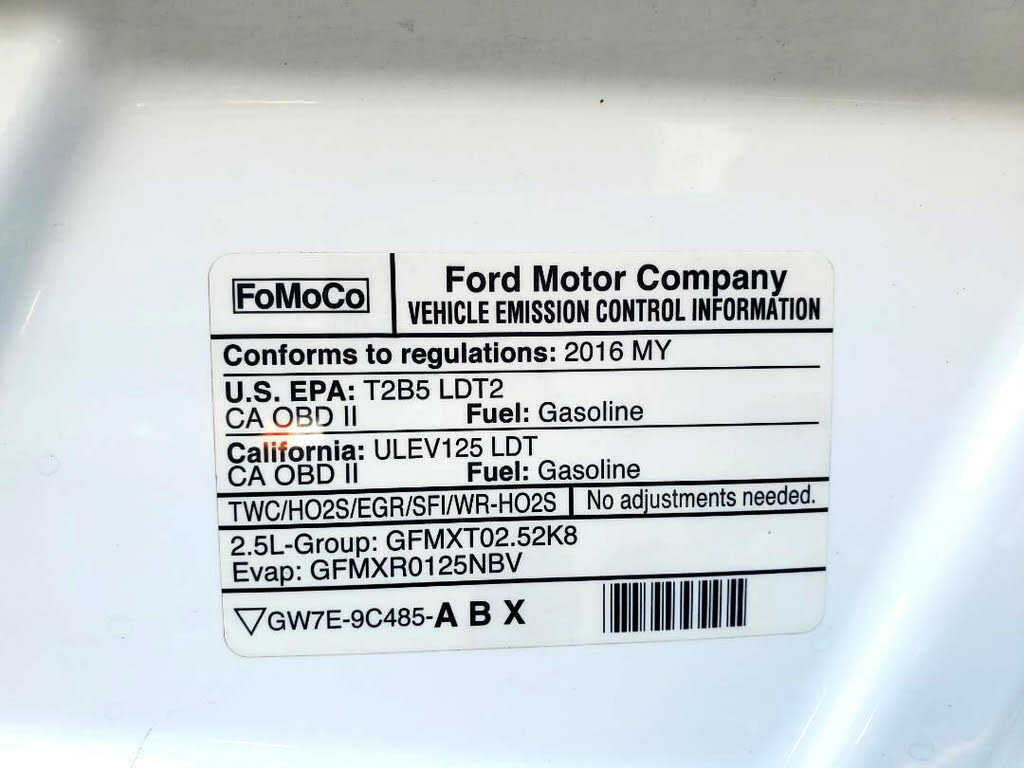 FoMoCo
Ford Motor Company
VEHICLE EMISSION CONTROL INFORMATION
Conforms to regulations: 2016 MY
U.S. EPA: T2B5 LDT2
CA OBD II Fuel: Gasoline
California: ULEV125 LDT
CA OBD II Fuel: Gasoline
TWC/HO2S/EGR/SFI/WR-HO2S No adjustments needed.
2.5L-Group: GFMXT02.52K8
Evap: GFMXR0125NBV
GW7E-9C485-A B X